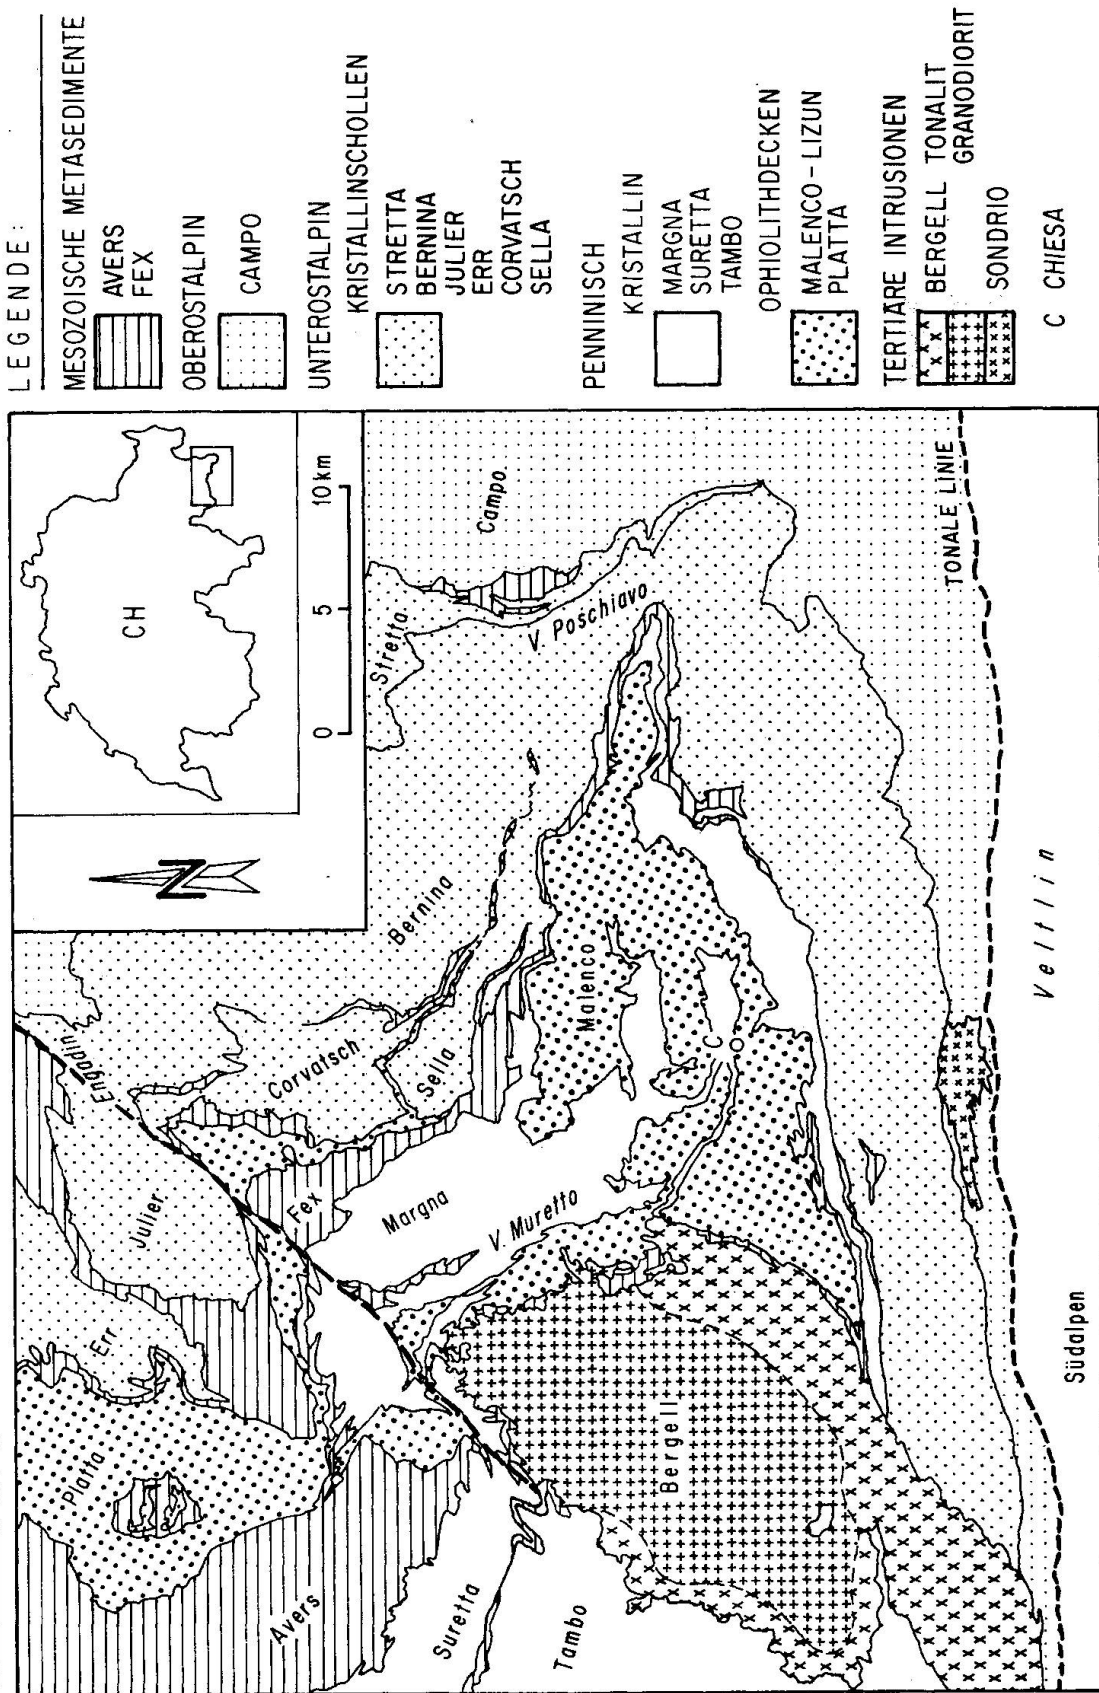 LEGENDE:
MESOZOISCHE METASEDIMENTE
AVERS
FEX
OBEROSTALPIN
CAMPO
UNTEROSTALPIN
KRISTALLINSCHOLLEN
STRETTA
BERNINA
JULIER
ERR
CORVATSCH
SELLA
PENNINISCH
KRISTALLIN
MARGNA
SURETTA
TAMBO
OPHIOLITHDECKEN
MALENCO-LIZUN
PLATTA
TERTIÄRE INTRUSIONEN
BERGELL TONALIT
GRANODIORIT
SONDRIO
C CHIESA
CH
N
0 5 10 km
Platta
Err
Julier
Engadin
Avers
Fex
Corvatsch
Bernina
Stretta
Campo
Suretta
Margna
Sella
V. Poschiavo
Tambo
V. Muretto
Malenco
Bergell
C
TONALE LINIE
Veltlin
Südalpen